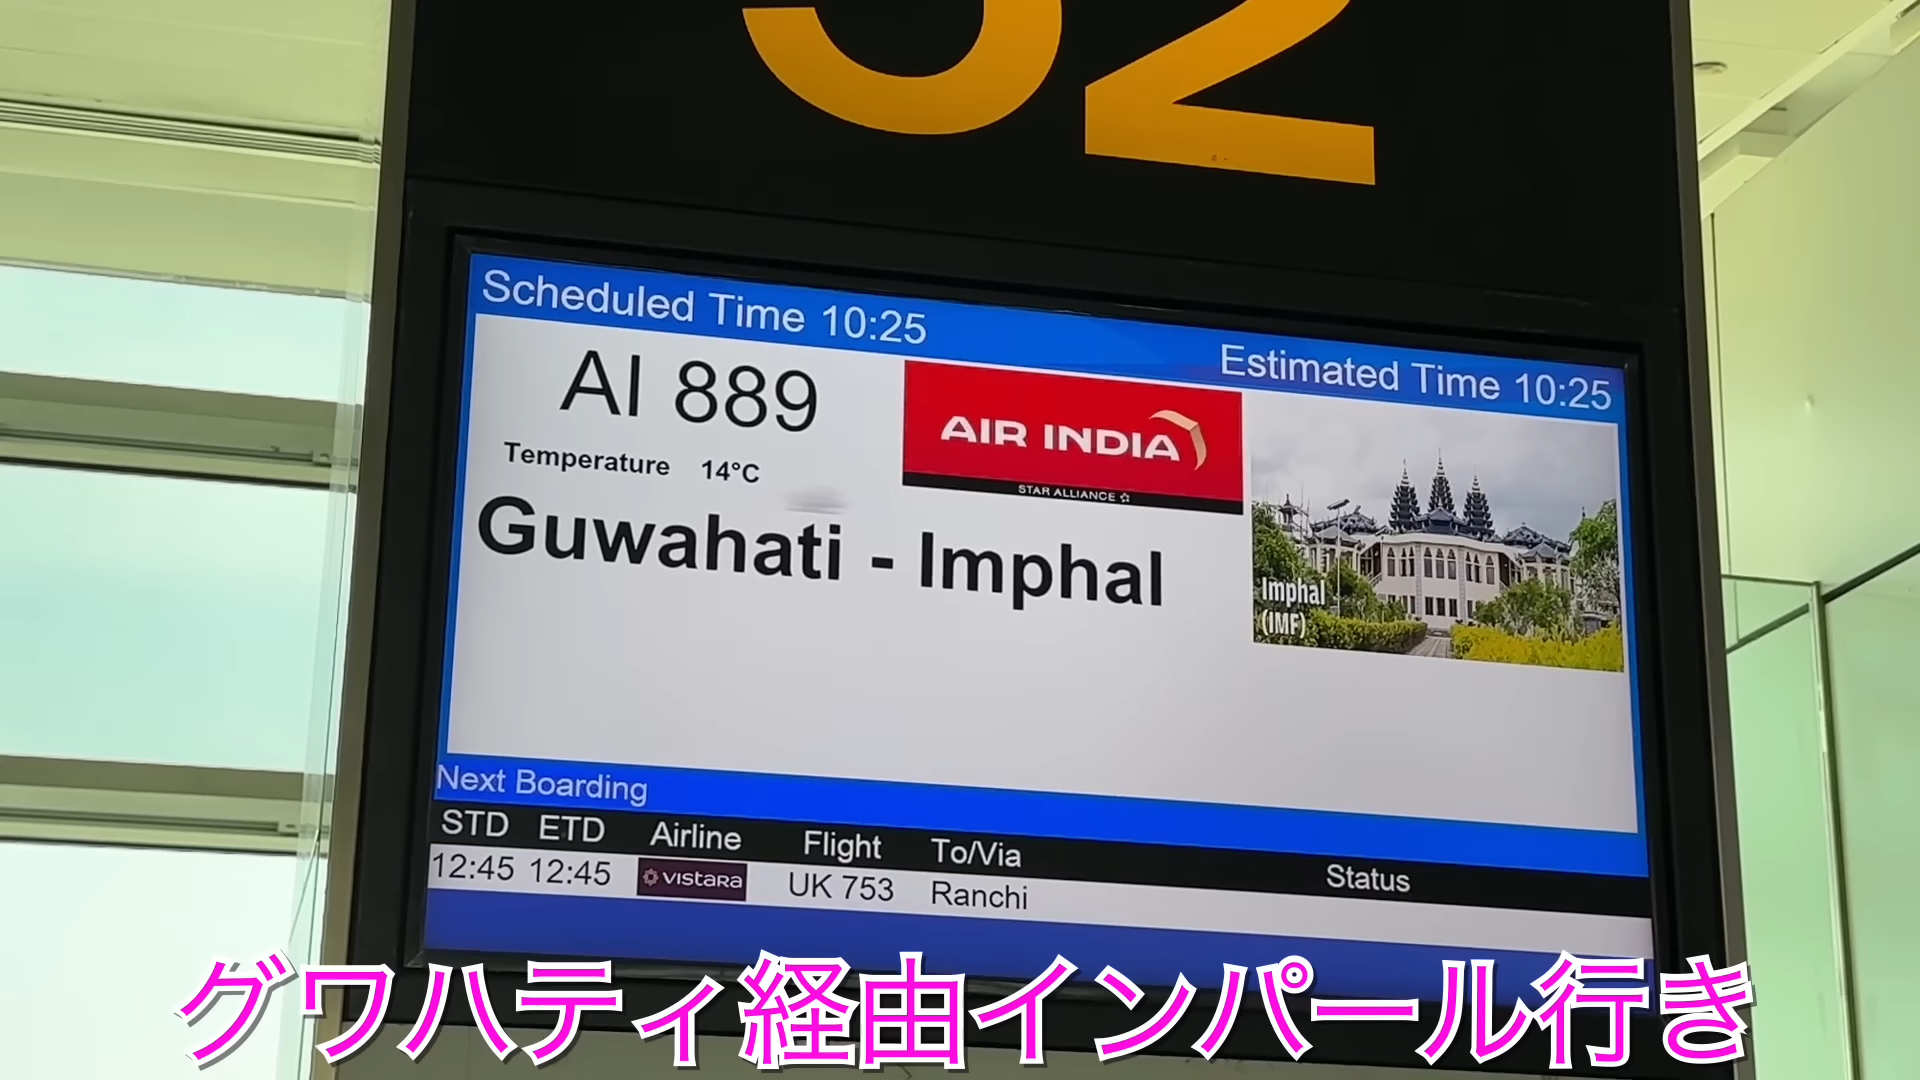 52
Scheduled Time 10:25
Estimated Time 10:25
AI 889
AIR INDIA
Temperature 14°C
STAR ALLIANCE
Guwahati - Imphal
Imphal
(IMF)
Next Boarding
STD ETD Airline Flight To/Via Status
12:45 12:45 VISTARA UK 753 Ranchi
グワハティ経由インパール行き